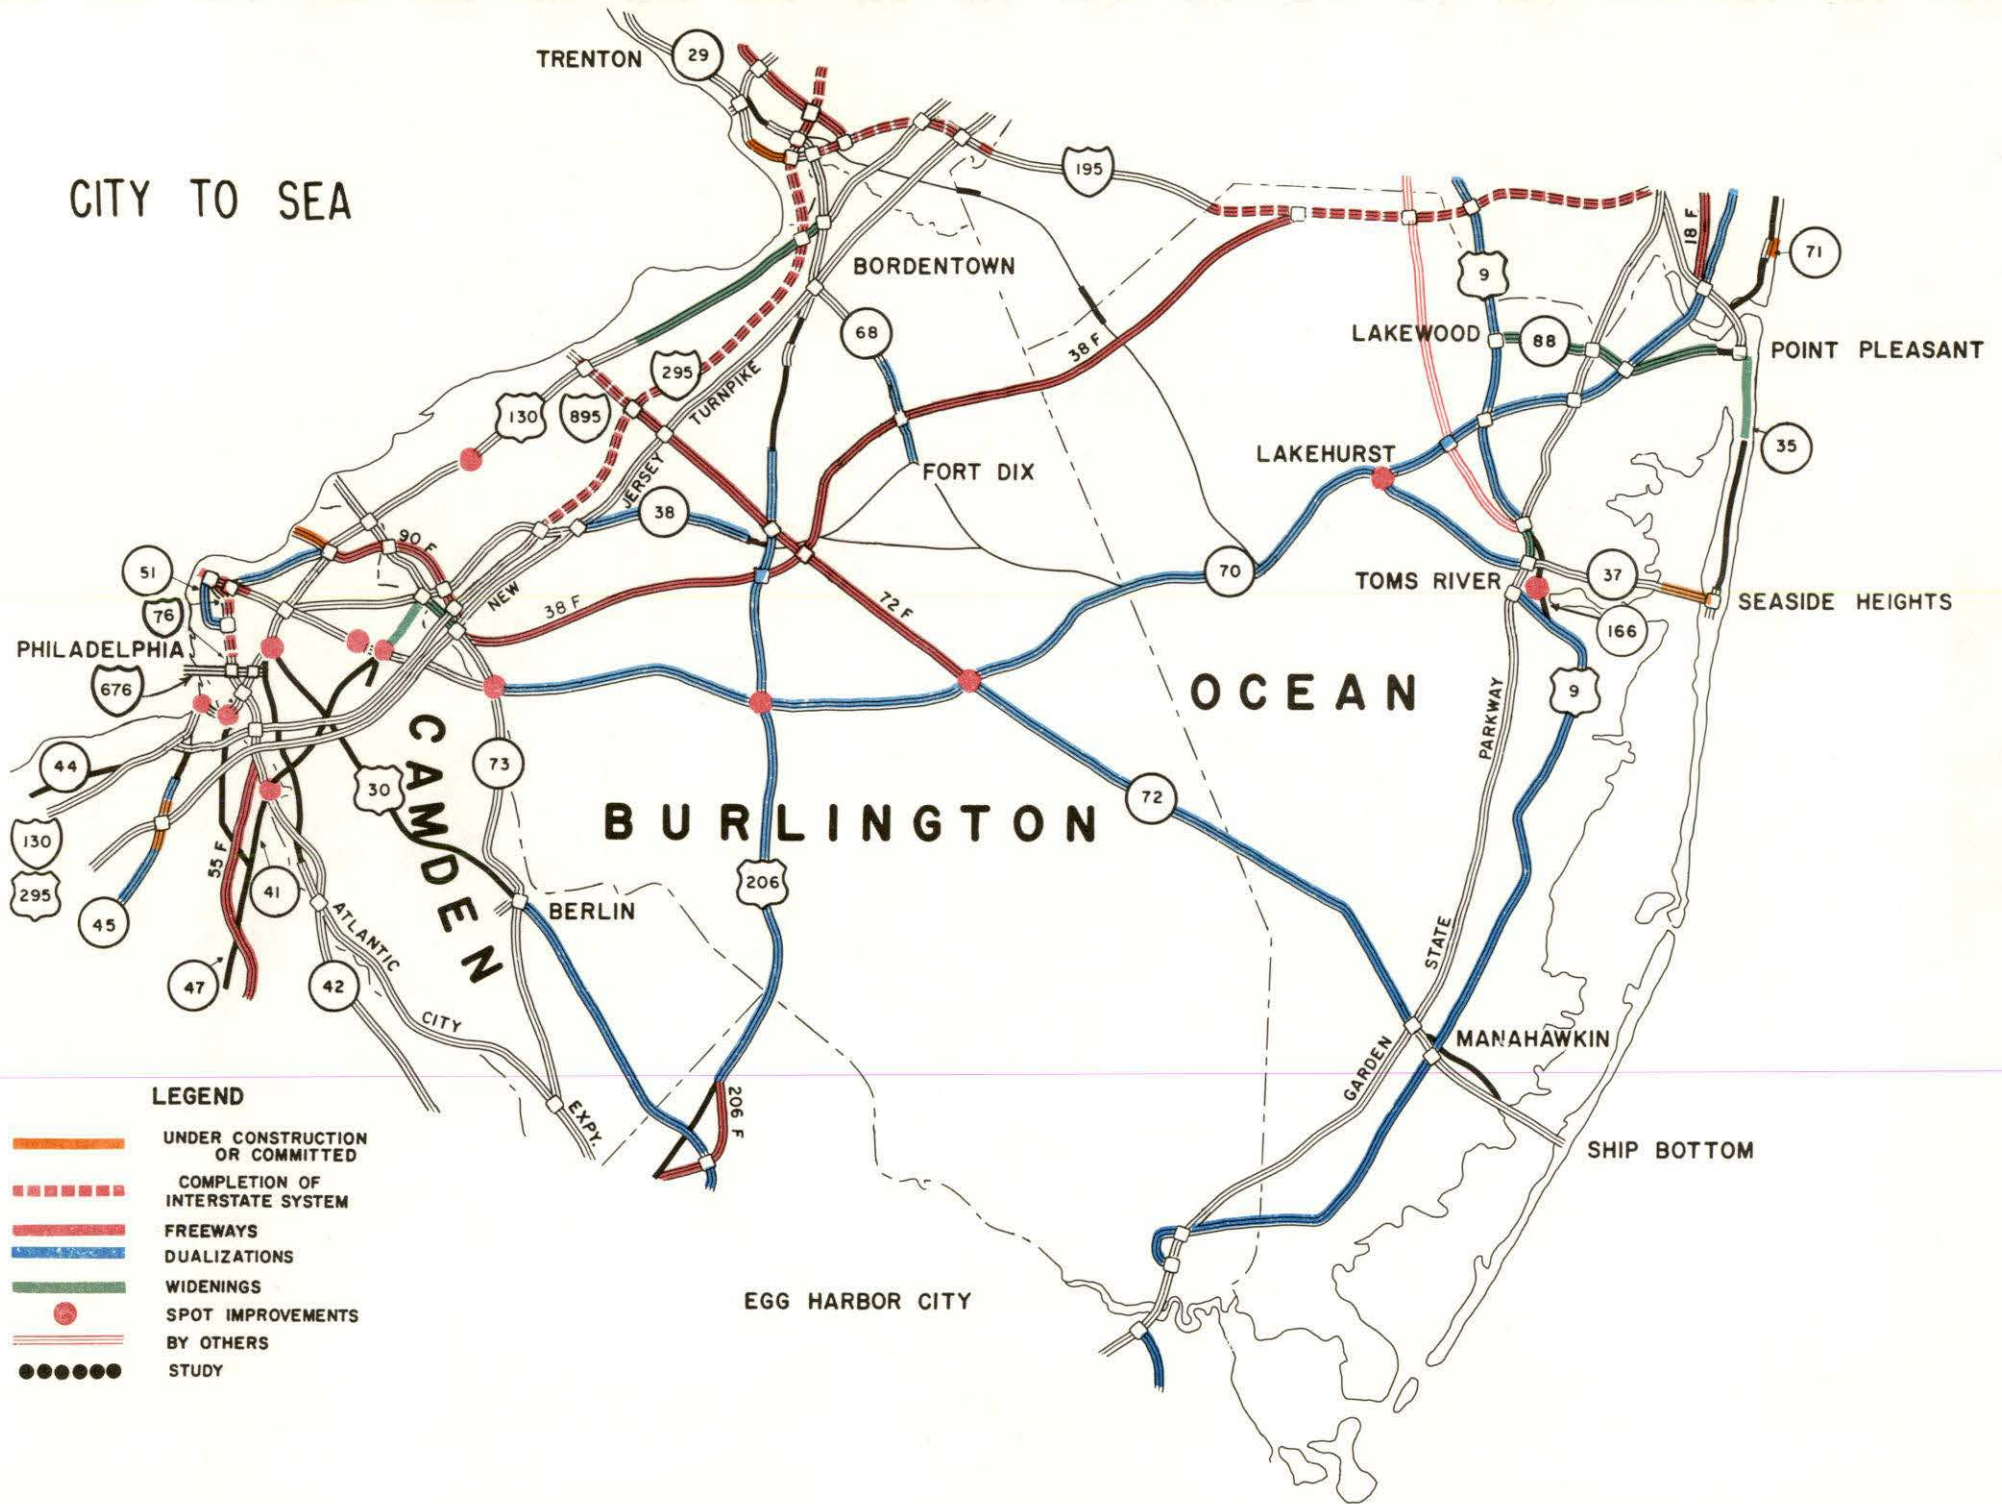 TRENTON
29
CITY TO SEA
195
BORDENTOWN
9
18 F
71
68
38 F
LAKEWOOD
88
POINT PLEASANT
295
895
130
NEW JERSEY TURNPIKE
35
LAKEHURST
FORT DIX
38
90 F
51
76
PHILADELPHIA
676
38 F
72 F
70
TOMS RIVER
37
SEASIDE HEIGHTS
166
OCEAN
9
GARDEN STATE PARKWAY
CAMDEN
73
44
30
72
BURLINGTON
130
295
55 F
41
45
206
BERLIN
47
42
ATLANTIC CITY EXPY.
MANAHAWKIN
206 F
SHIP BOTTOM
EGG HARBOR CITY
LEGEND
UNDER CONSTRUCTION
OR COMMITTED
COMPLETION OF
INTERSTATE SYSTEM
FREEWAYS
DUALIZATIONS
WIDENINGS
SPOT IMPROVEMENTS
BY OTHERS
STUDY